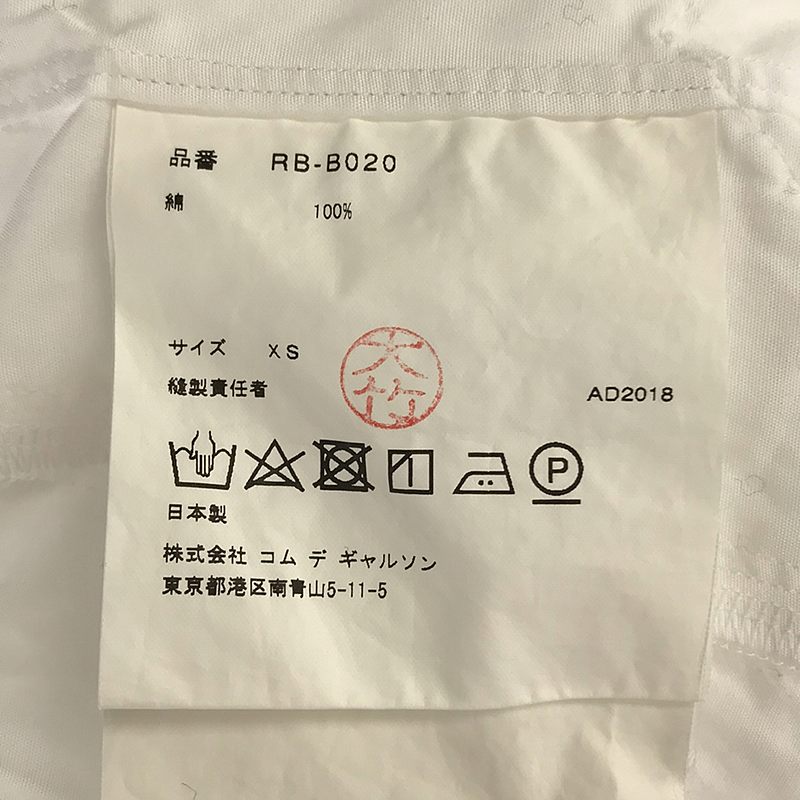 品番 RB-B020
綿 100%
サイズ XS
縫製責任者 大竹 AD2018
P
日本製
株式会社 コム デ ギャルソン
東京都港区南青山5-11-5